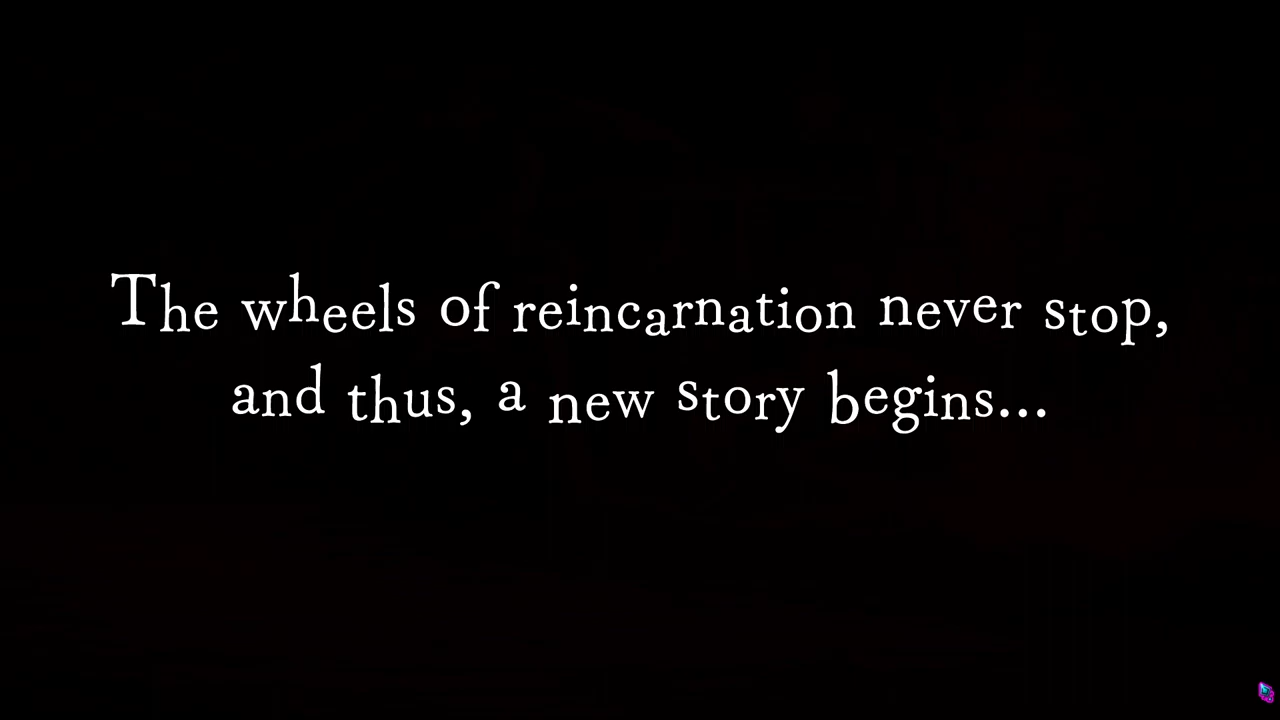 The wheels of reincarnation never stop,
and thus, a new story begins...